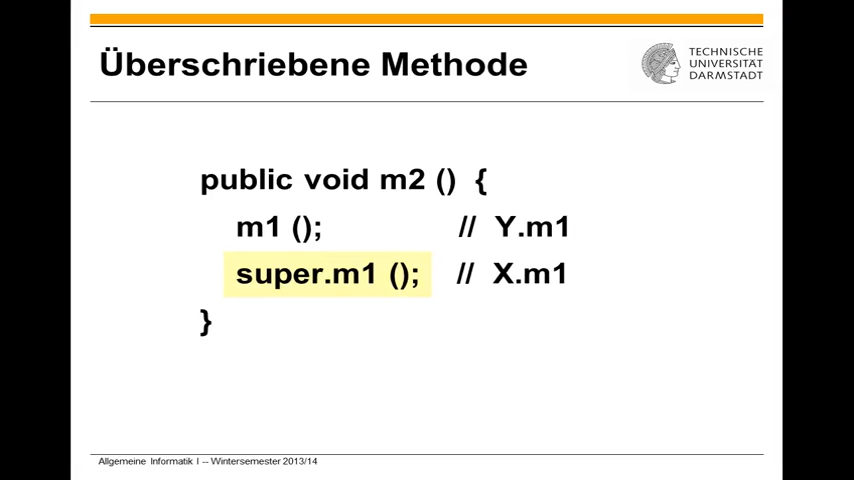 Überschriebene Methode
TECHNISCHE
UNIVERSITÄT
DARMSTADT
public void m2 () {
m1 (); // Y.m1
super.m1 (); // X.m1
}
Allgemeine Informatik I -- Wintersemester 2013/14